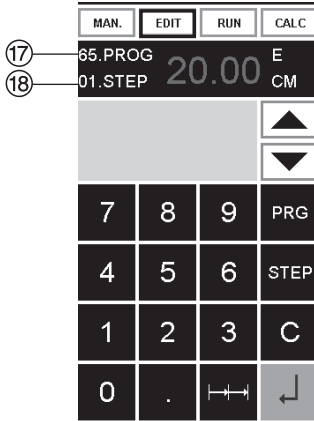 MAN. EDIT RUN CALC
⑰ 65.PROG 20.00 E
⑱ 01.STEP CM
7 8 9 PRG
4 5 6 STEP
1 2 3 C
0 .